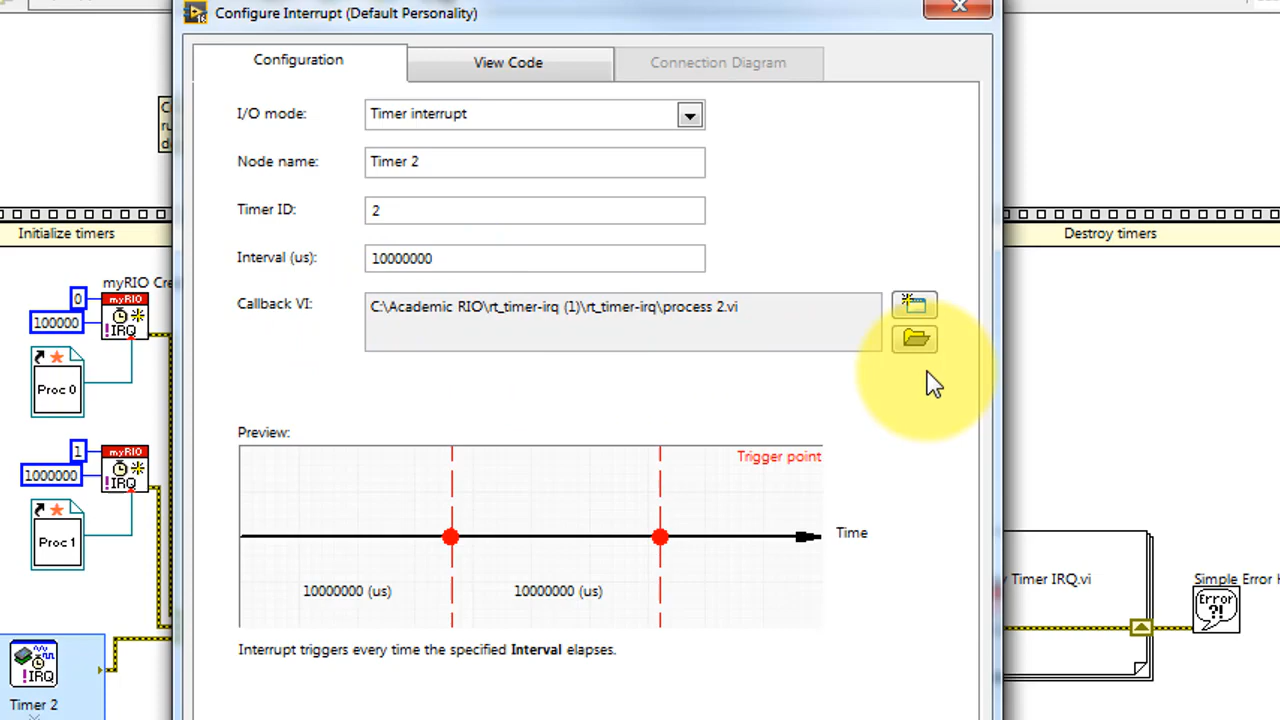 Configure Interrupt (Default Personality)
Configuration
View Code
Connection Diagram
I/O mode:
Timer interrupt
Node name:
Timer 2
Timer ID:
2
Interval (us):
10000000
Callback VI:
C:\Academic RIO\rt_timer-irq (1)\rt_timer-irq\process 2.vi
Preview:
Trigger point
Time
10000000 (us)
10000000 (us)
Interrupt triggers every time the specified Interval elapses.
Initialize timers
myRIO Cre
0
myRIO
100000
!IRQ
Proc 0
1
myRIO
1000000
!IRQ
Proc 1
!IRQ
Timer 2
Destroy timers
Timer IRQ.vi
Simple Error
Error
?!